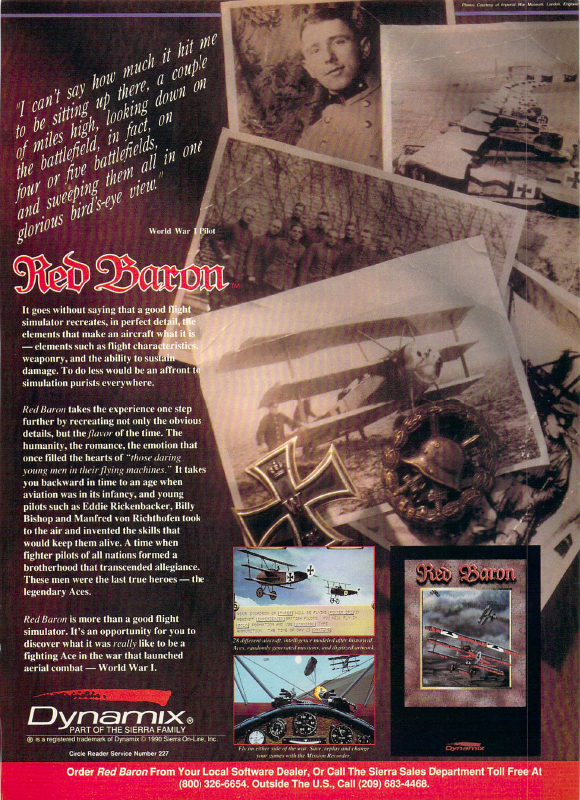 Photos Courtesy of Imperial War Museum, London, England
"I can't say how much it hit me
to be sitting up there, a couple
of miles high, looking down on
the battlefield, in fact, on
four or five battlefields,
and sweeping them all in one
glorious bird's-eye view."
World War I Pilot
Red Baron™
It goes without saying that a good flight
simulator recreates, in perfect detail, the
elements that make an aircraft what it is
— elements such as flight characteristics,
weaponry, and the ability to sustain
damage. To do less would be an affront to
simulation purists everywhere.
Red Baron takes the experience one step
further by recreating not only the obvious
details, but the flavor of the time. The
humanity, the romance, the emotion that
once filled the hearts of "those daring
young men in their flying machines." It takes
you backward in time to an age when
aviation was in its infancy, and young
pilots such as Eddie Rickenbacker, Billy
Bishop and Manfred von Richthofen took
to the air and invented the skills that
would keep them alive. A time when
fighter pilots of all nations formed a
brotherhood that transcended allegiance.
These men were the last true heroes — the
legendary Aces.
Red Baron is more than a good flight
simulator. It's an opportunity for you to
discover what it was really like to be a
fighting Ace in the war that launched
aerial combat — World War I.
28 different aircraft, intelligence modeled after historical
Aces, randomly generated missions, and digitized artwork.
Fly on either side of the war. Save, replay and change
your games with the Mission Recorder.
Red Baron
Dynamix
Dynamix®
PART OF THE SIERRA FAMILY
® is a registered trademark of Dynamix © 1990 Sierra On-Line, Inc.
Circle Reader Service Number 227
Order Red Baron From Your Local Software Dealer, Or Call The Sierra Sales Department Toll Free At
(800) 326-6654. Outside The U.S., Call (209) 683-4468.